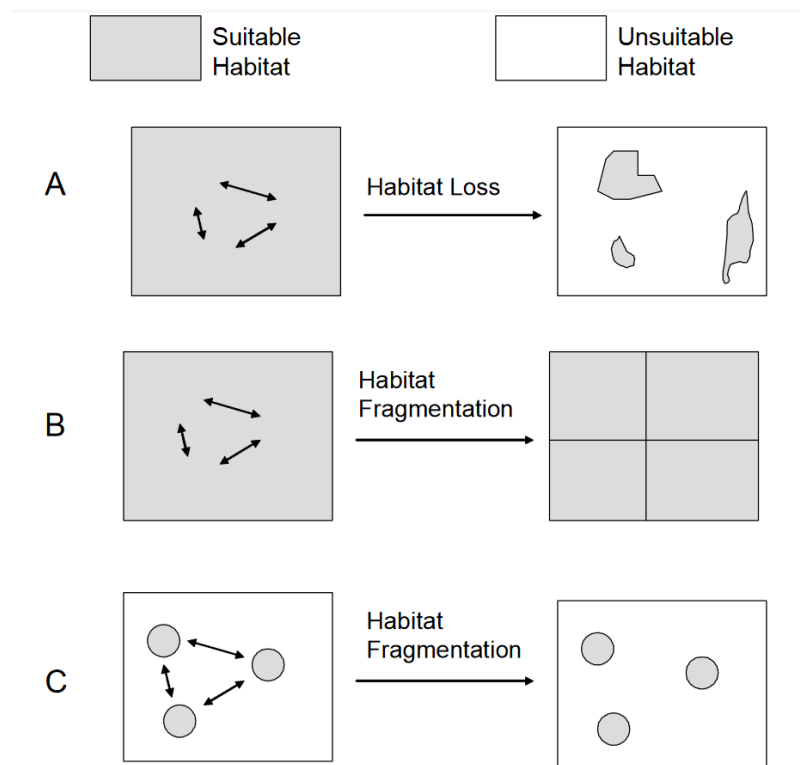 Suitable
Habitat
Unsuitable
Habitat
A
Habitat Loss
B
Habitat
Fragmentation
C
Habitat
Fragmentation